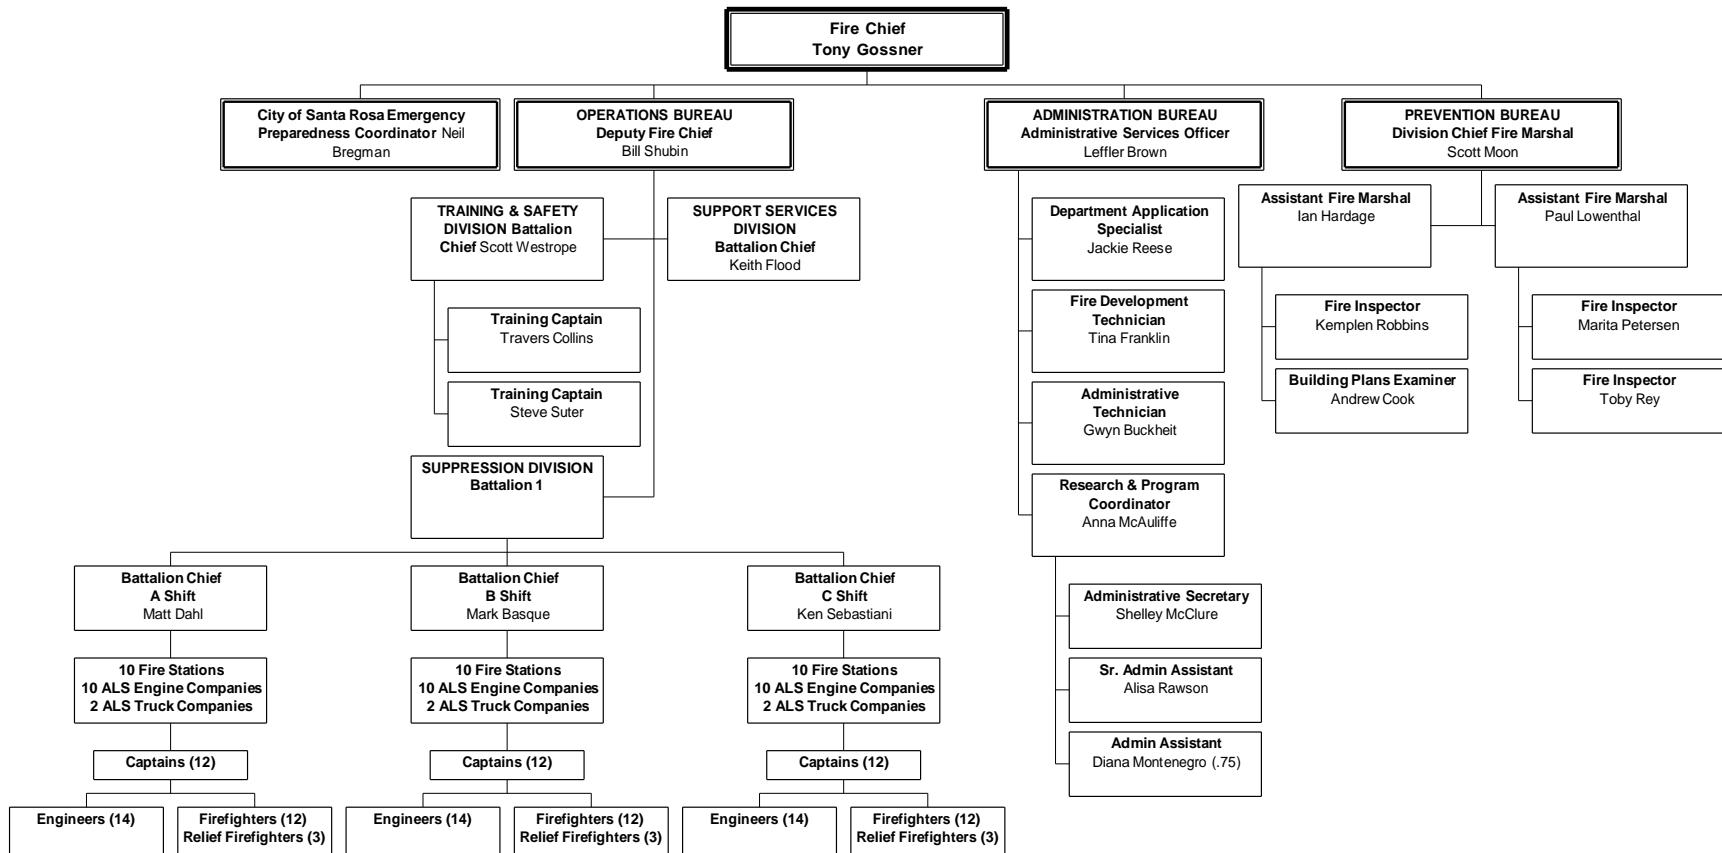 Fire Chief
Tony Gossner
City of Santa Rosa Emergency
Preparedness Coordinator Neil
Bregman
OPERATIONS BUREAU
Deputy Fire Chief
Bill Shubin
ADMINISTRATION BUREAU
Administrative Services Officer
Leffler Brown
PREVENTION BUREAU
Division Chief Fire Marshal
Scott Moon
TRAINING & SAFETY
DIVISION Battalion
Chief Scott Westrope
SUPPORT SERVICES
DIVISION
Battalion Chief
Keith Flood
Training Captain
Travers Collins
Training Captain
Steve Suter
SUPPRESSION DIVISION
Battalion 1
Battalion Chief
A Shift
Matt Dahl
10 Fire Stations
10 ALS Engine Companies
2 ALS Truck Companies
Captains (12)
Engineers (14)
Firefighters (12)
Relief Firefighters (3)
Battalion Chief
B Shift
Mark Basque
10 Fire Stations
10 ALS Engine Companies
2 ALS Truck Companies
Captains (12)
Engineers (14)
Firefighters (12)
Relief Firefighters (3)
Battalion Chief
C Shift
Ken Sebastiani
10 Fire Stations
10 ALS Engine Companies
2 ALS Truck Companies
Captains (12)
Engineers (14)
Firefighters (12)
Relief Firefighters (3)
Department Application
Specialist
Jackie Reese
Fire Development
Technician
Tina Franklin
Administrative
Technician
Gwyn Buckheit
Research & Program
Coordinator
Anna McAuliffe
Administrative Secretary
Shelley McClure
Sr. Admin Assistant
Alisa Rawson
Admin Assistant
Diana Montenegro (.75)
Assistant Fire Marshal
Ian Hardage
Fire Inspector
Kemplen Robbins
Building Plans Examiner
Andrew Cook
Assistant Fire Marshal
Paul Lowenthal
Fire Inspector
Marita Petersen
Fire Inspector
Toby Rey